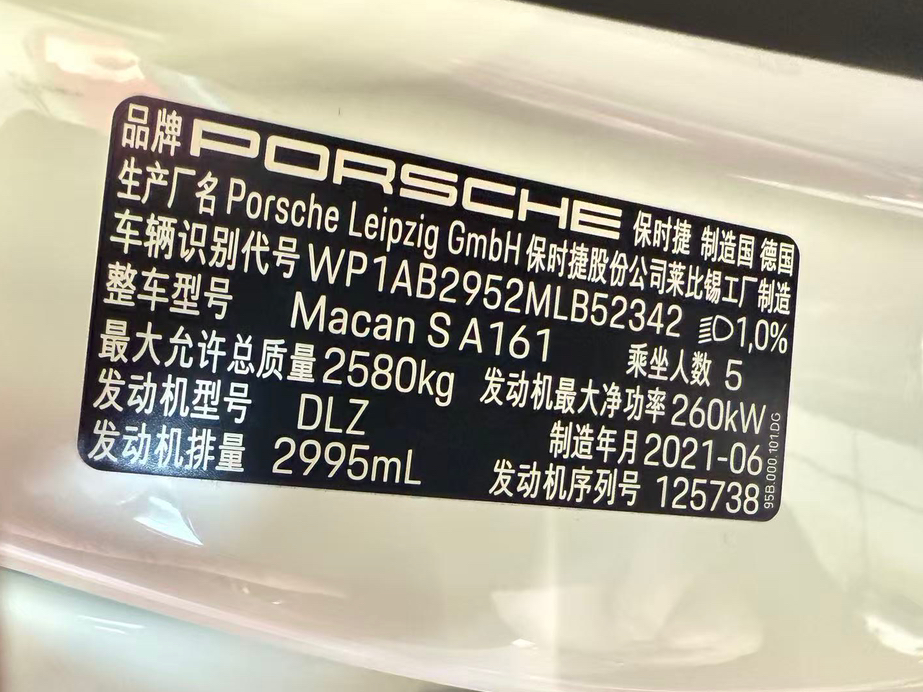 品牌 PORSCHE 保时捷 制造国 德国
生产厂名 Porsche Leipzig GmbH 保时捷股份公司莱比锡工厂制造
车辆识别代号 WP1AB2952MLB52342 1,0%
整车型号 Macan S A161 乘坐人数 5
最大允许总质量 2580kg 发动机最大净功率 260kW
发动机型号 DLZ 制造年月 2021-06
发动机排量 2995mL 发动机序列号 125738
95B.000.101.DG